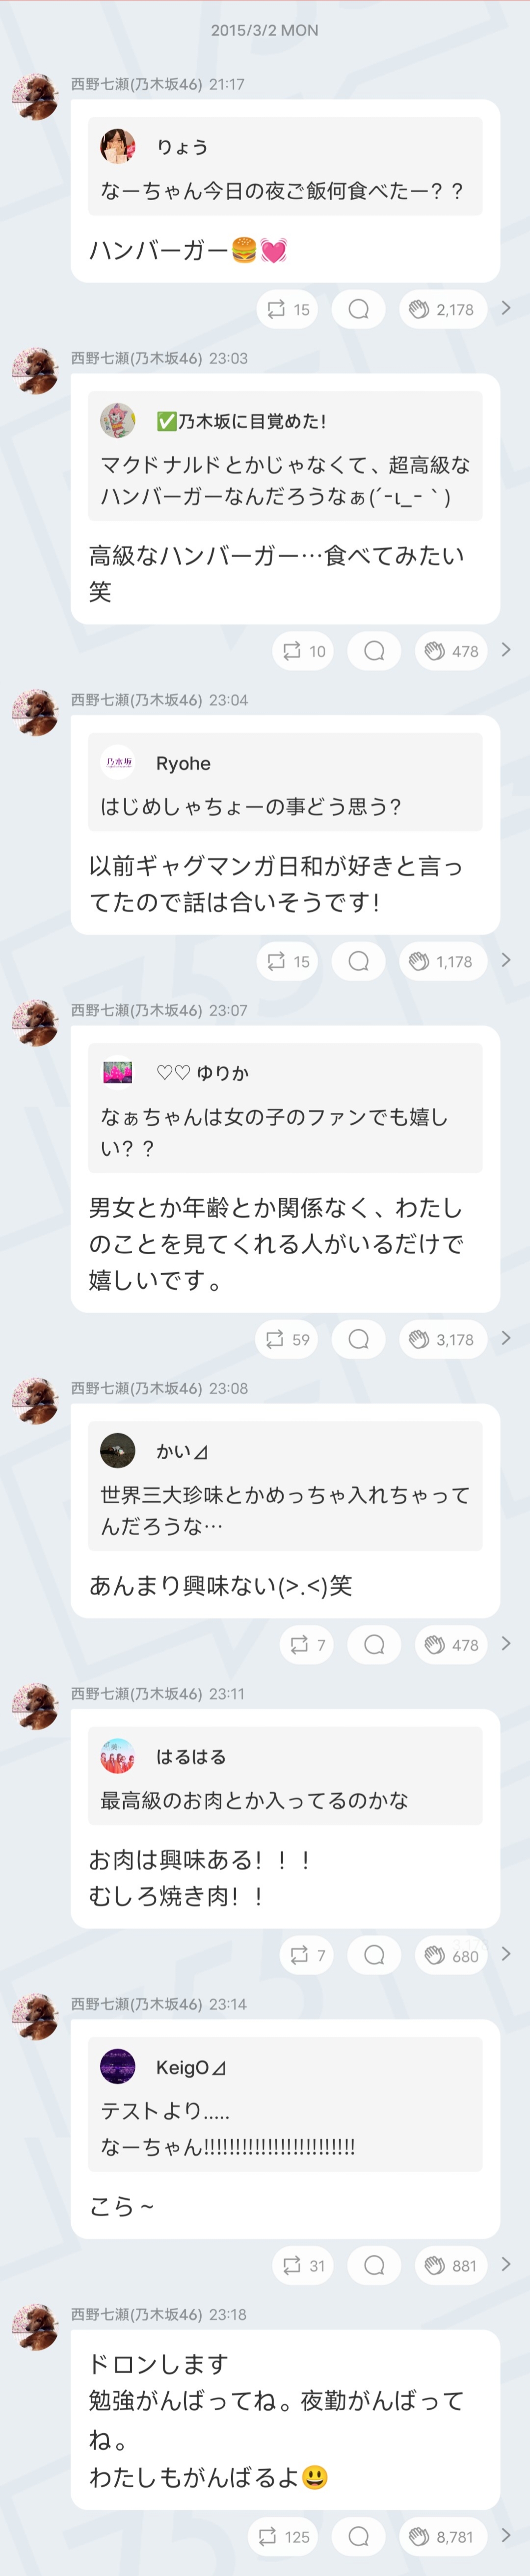 2015/3/2 MON
西野七瀬(乃木坂46) 21:17
りょう
なーちゃん今日の夜ご飯何食べたー？？
ハンバーガー🍔💓
15 2,178
西野七瀬(乃木坂46) 23:03
✅乃木坂に目覚めた!
マクドナルドとかじゃなくて、超高級な
ハンバーガーなんだろうなぁ(´-ι_-｀)
高級なハンバーガー…食べてみたい
笑
10 478
西野七瀬(乃木坂46) 23:04
乃木坂
Ryohe
はじめしゃちょーの事どう思う?
以前ギャグマンガ日和が好きと言っ
てたので話は合いそうです!
15 1,178
西野七瀬(乃木坂46) 23:07
♡♡ ゆりか
なぁちゃんは女の子のファンでも嬉し
い？？
男女とか年齢とか関係なく、わたし
のことを見てくれる人がいるだけで
嬉しいです。
59 3,178
西野七瀬(乃木坂46) 23:08
かい⊿
世界三大珍味とかめっちゃ入れちゃって
んだろうな…
あんまり興味ない(>.<)笑
7 478
西野七瀬(乃木坂46) 23:11
はるはる
最高級のお肉とか入ってるのかな
お肉は興味ある！！！
むしろ焼き肉！！
7 680
西野七瀬(乃木坂46) 23:14
KeigO⊿
テストより.....
なーちゃん!!!!!!!!!!!!!!!!!!!!!!!!
こら～
31 881
西野七瀬(乃木坂46) 23:18
ドロンします
勉強がんばってね。夜勤がんばって
ね。
わたしもがんばるよ😃
125 8,781